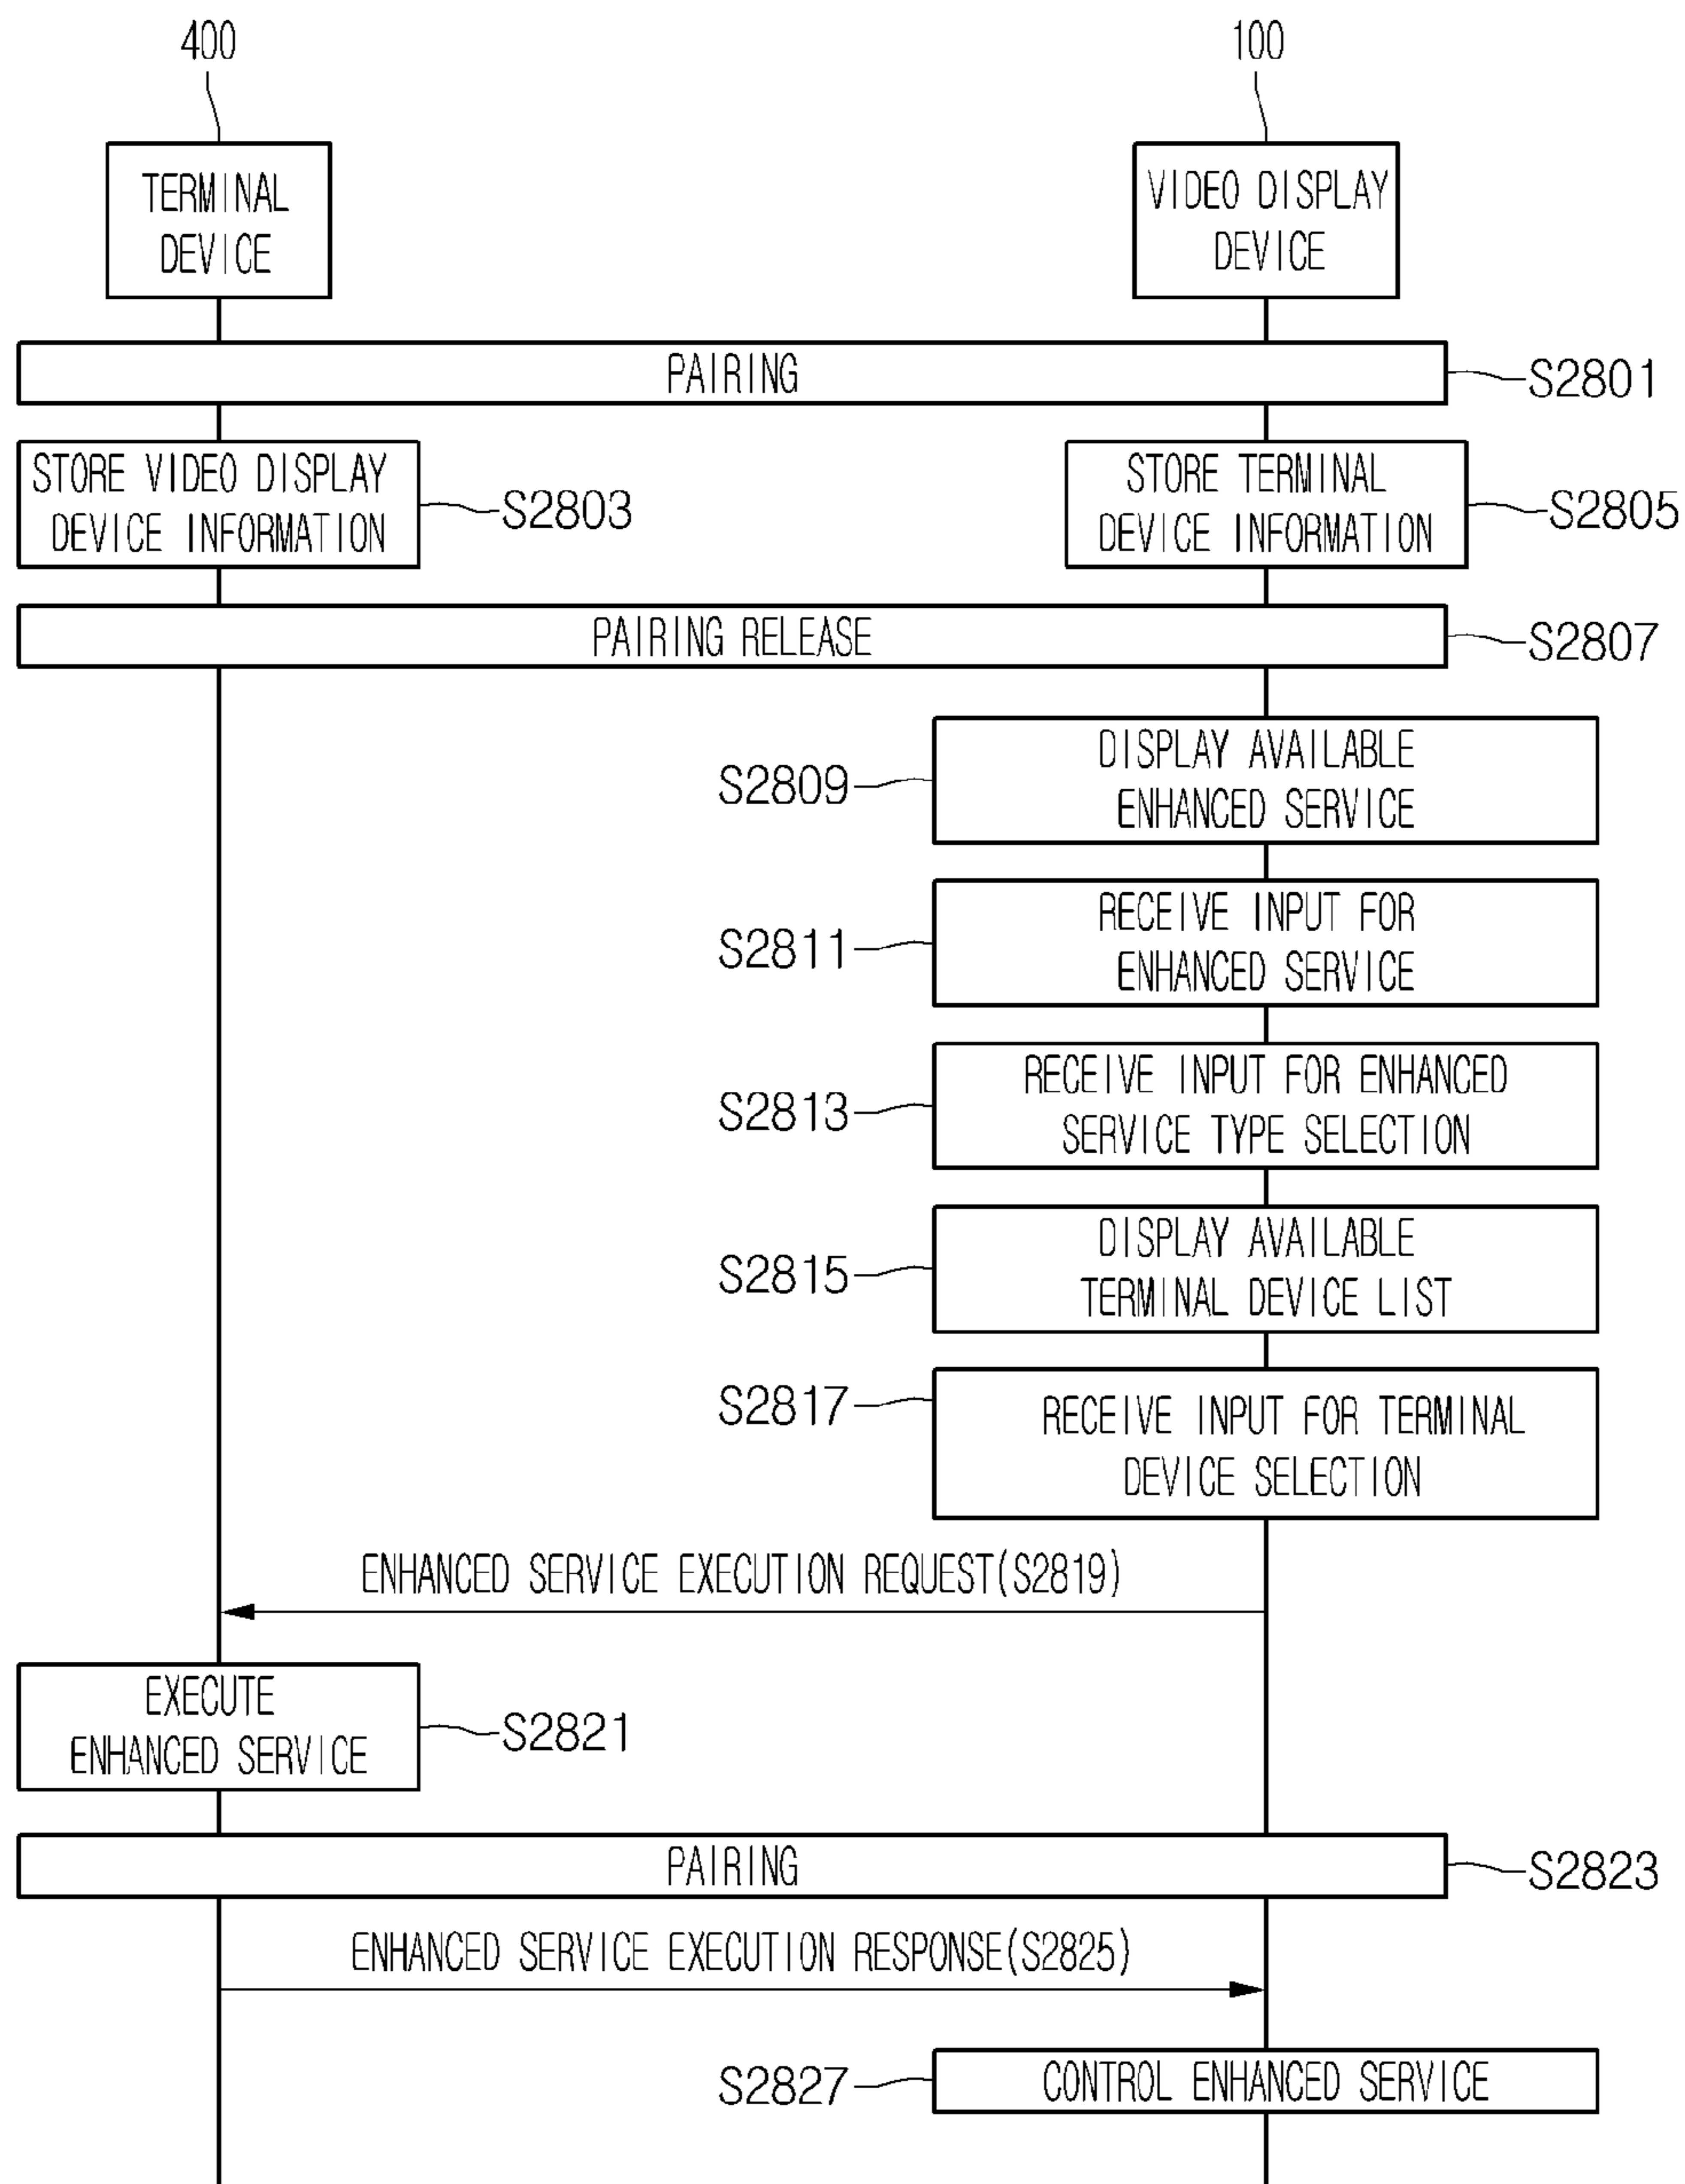 400
100
TERMINAL
DEVICE
VIDEO DISPLAY
DEVICE
PAIRING
S2801
STORE VIDEO DISPLAY
DEVICE INFORMATION
S2803
STORE TERMINAL
DEVICE INFORMATION
S2805
PAIRING RELEASE
S2807
S2809
DISPLAY AVAILABLE
ENHANCED SERVICE
S2811
RECEIVE INPUT FOR
ENHANCED SERVICE
S2813
RECEIVE INPUT FOR ENHANCED
SERVICE TYPE SELECTION
S2815
DISPLAY AVAILABLE
TERMINAL DEVICE LIST
S2817
RECEIVE INPUT FOR TERMINAL
DEVICE SELECTION
ENHANCED SERVICE EXECUTION REQUEST(S2819)
EXECUTE
ENHANCED SERVICE
S2821
PAIRING
S2823
ENHANCED SERVICE EXECUTION RESPONSE(S2825)
S2827
CONTROL ENHANCED SERVICE